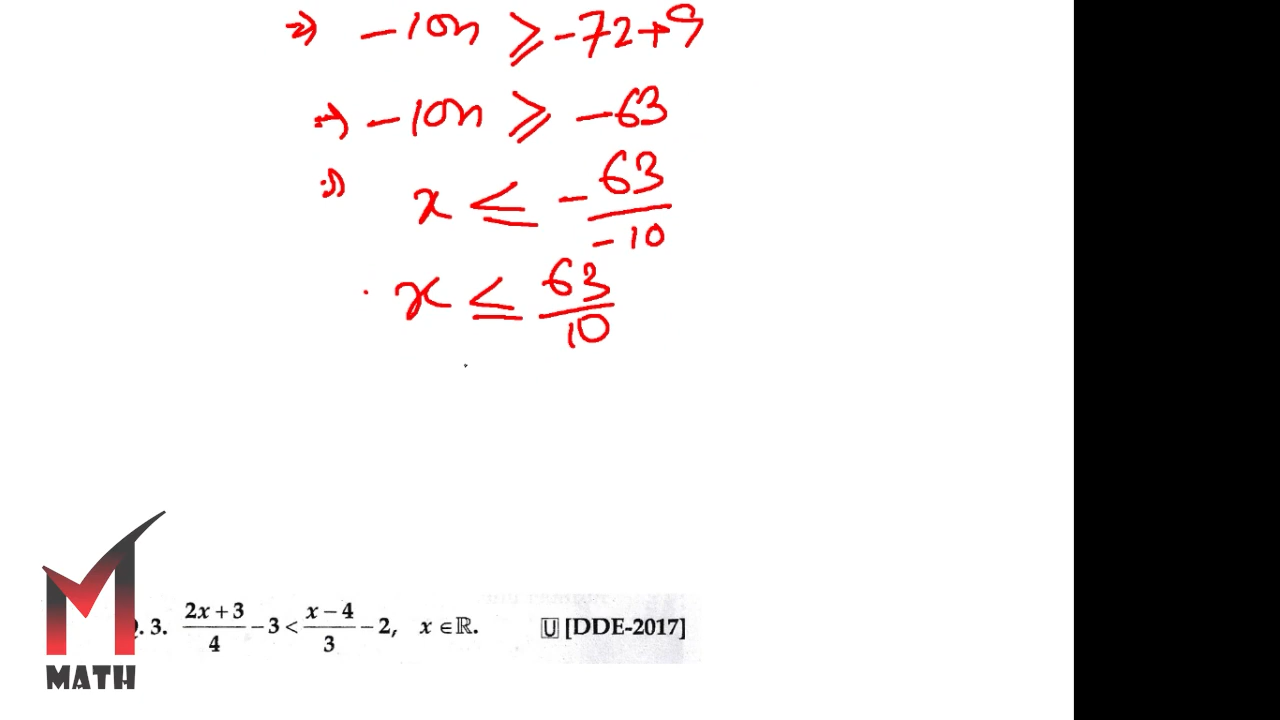 ⇒ -10x ≥ -72+9
⇒ -10x ≥ -63
⇒ x ≤ -63/-10
x ≤ 63/10
Q. 3. (2x + 3)/4 - 3 < (x - 4)/3 - 2, x ∈ ℝ. U [DDE-2017]
MATH